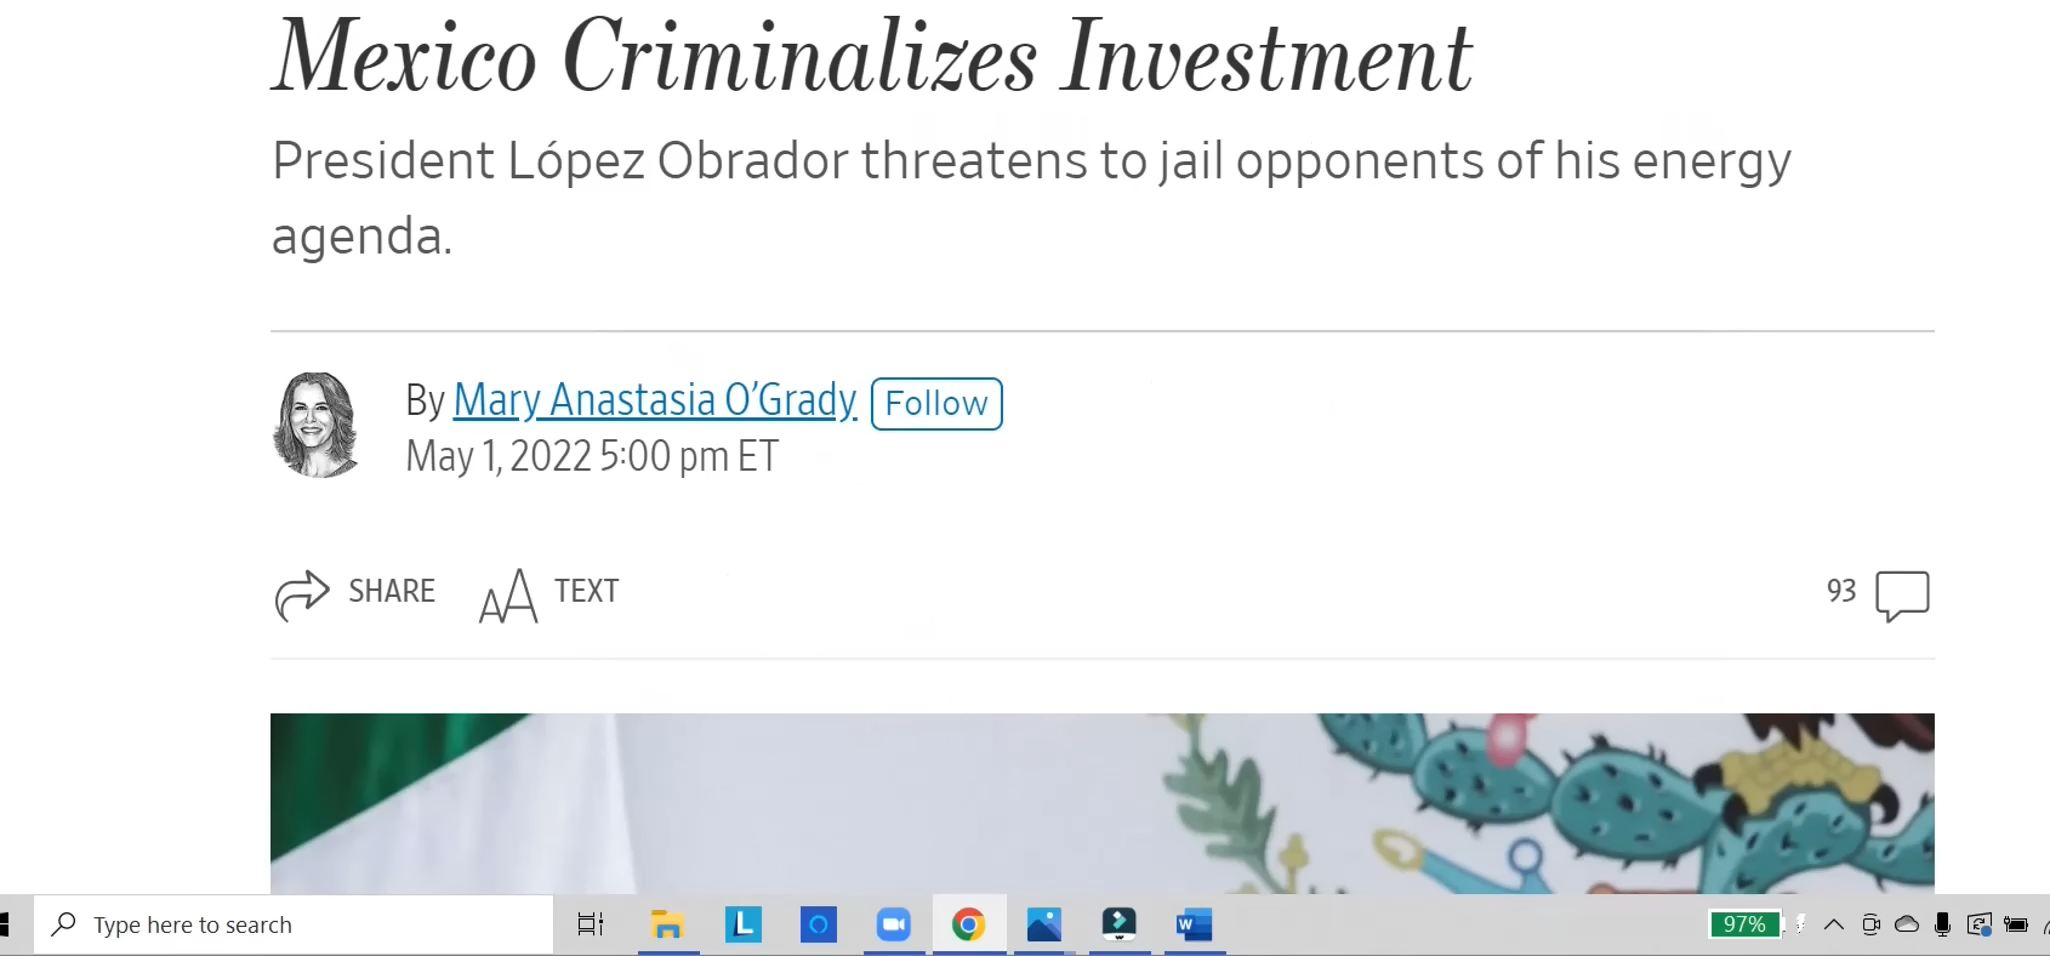 Mexico Criminalizes Investment
President López Obrador threatens to jail opponents of his energy
agenda.
By Mary Anastasia O'Grady Follow
May 1, 2022 5:00 pm ET
SHARE AA TEXT 93
Type here to search L W 97%